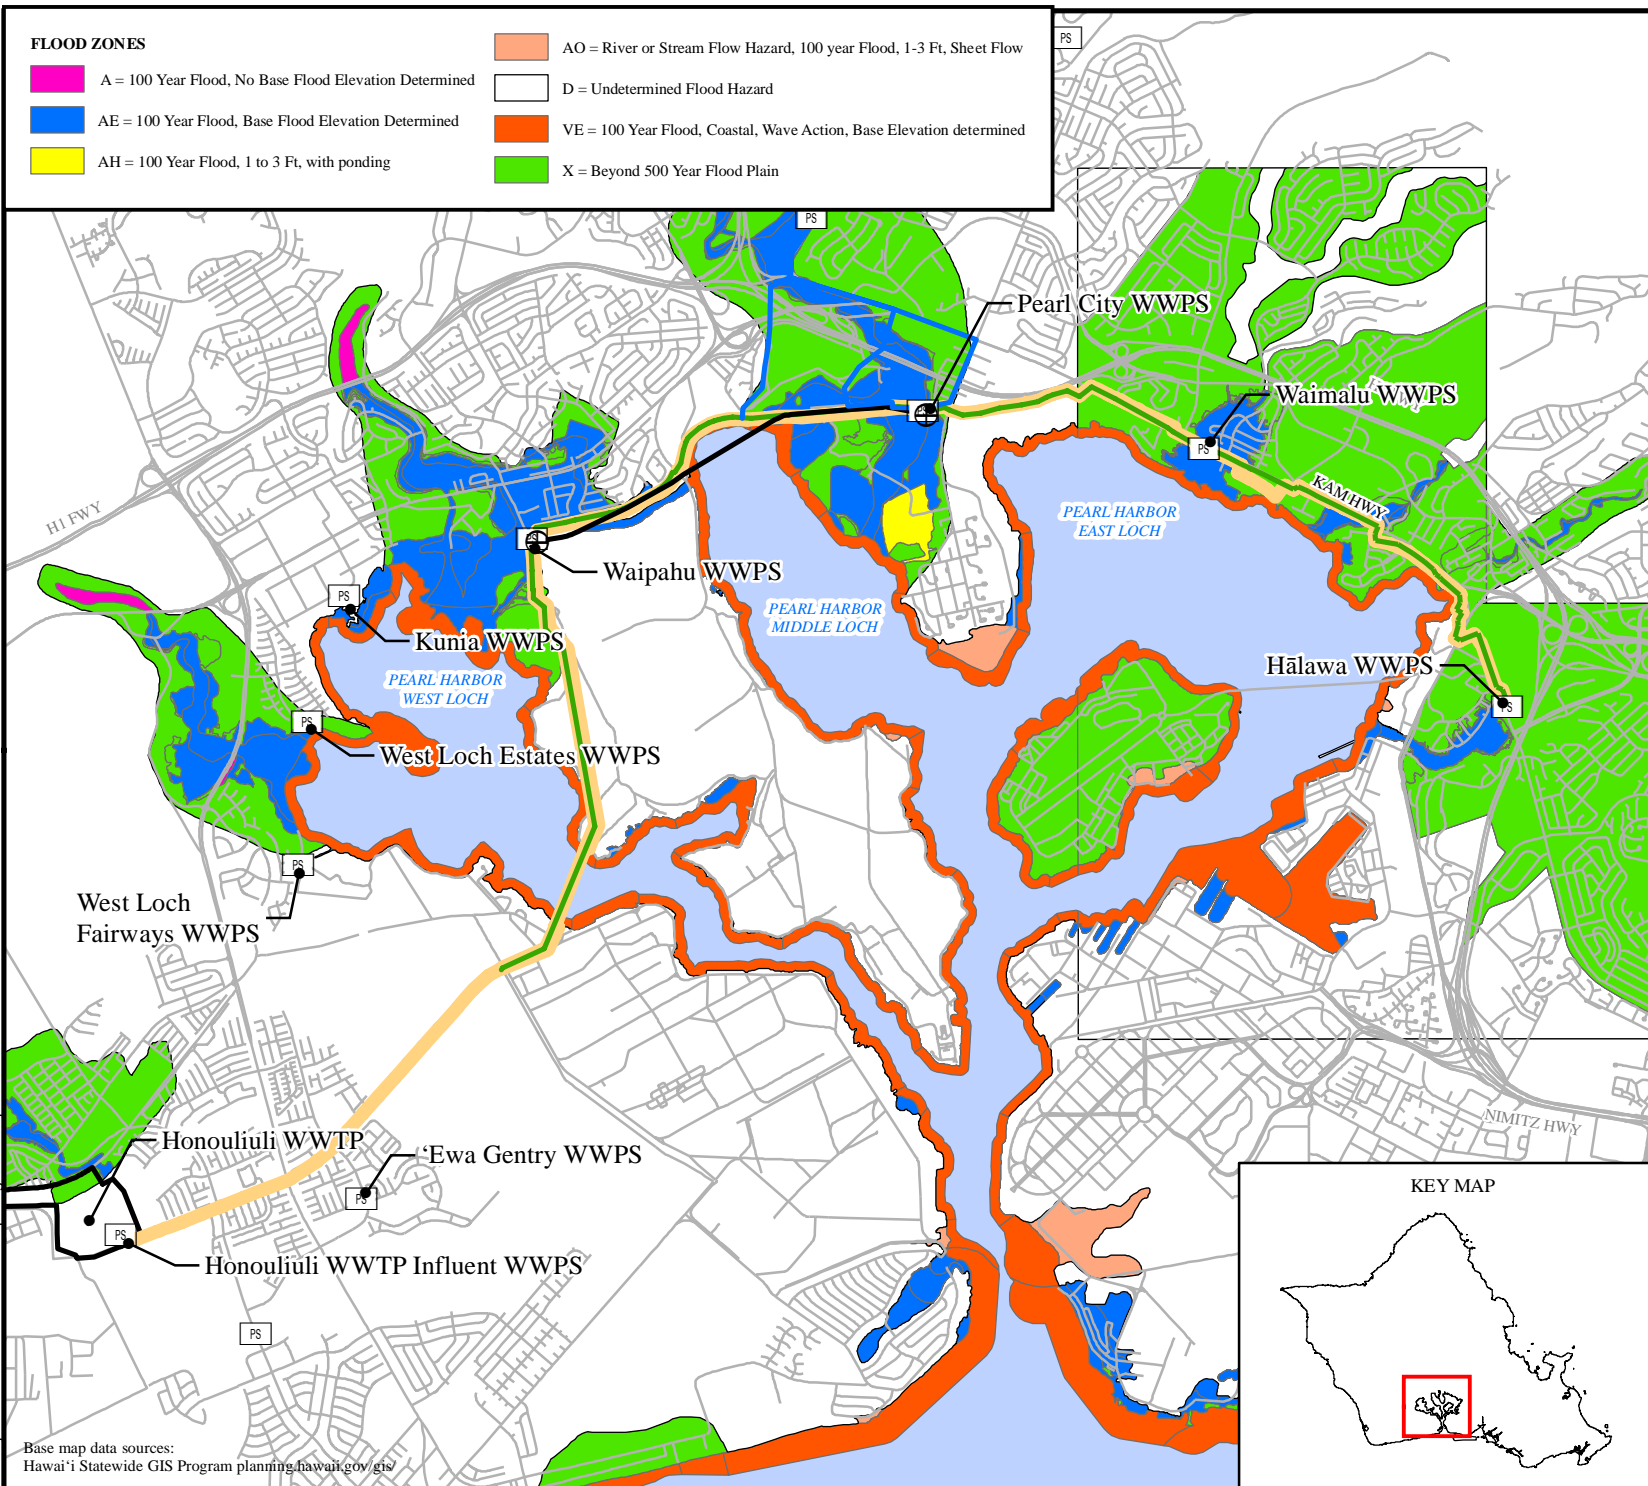 FLOOD ZONES
A = 100 Year Flood, No Base Flood Elevation Determined
AE = 100 Year Flood, Base Flood Elevation Determined
AH = 100 Year Flood, 1 to 3 Ft, with ponding
AO = River or Stream Flow Hazard, 100 year Flood, 1-3 Ft, Sheet Flow
D = Undetermined Flood Hazard
VE = 100 Year Flood, Coastal, Wave Action, Base Elevation determined
X = Beyond 500 Year Flood Plain
PS
PS
Pearl City WWPS
PS
Waimalu WWPS
PS
KAM HWY
H1 FWY
PEARL HARBOR
EAST LOCH
PS
Waipahu WWPS
PS
Kunia WWPS
PEARL HARBOR
MIDDLE LOCH
PEARL HARBOR
WEST LOCH
Hālawa WWPS
PS
PS
West Loch Estates WWPS
PS
West Loch
Fairways WWPS
NIMITZ HWY
Honouliuli WWTP
ʻEwa Gentry WWPS
PS
PS
Honouliuli WWTP Influent WWPS
PS
KEY MAP
Base map data sources:
Hawaiʻi Statewide GIS Program planning.hawaii.gov/gis/